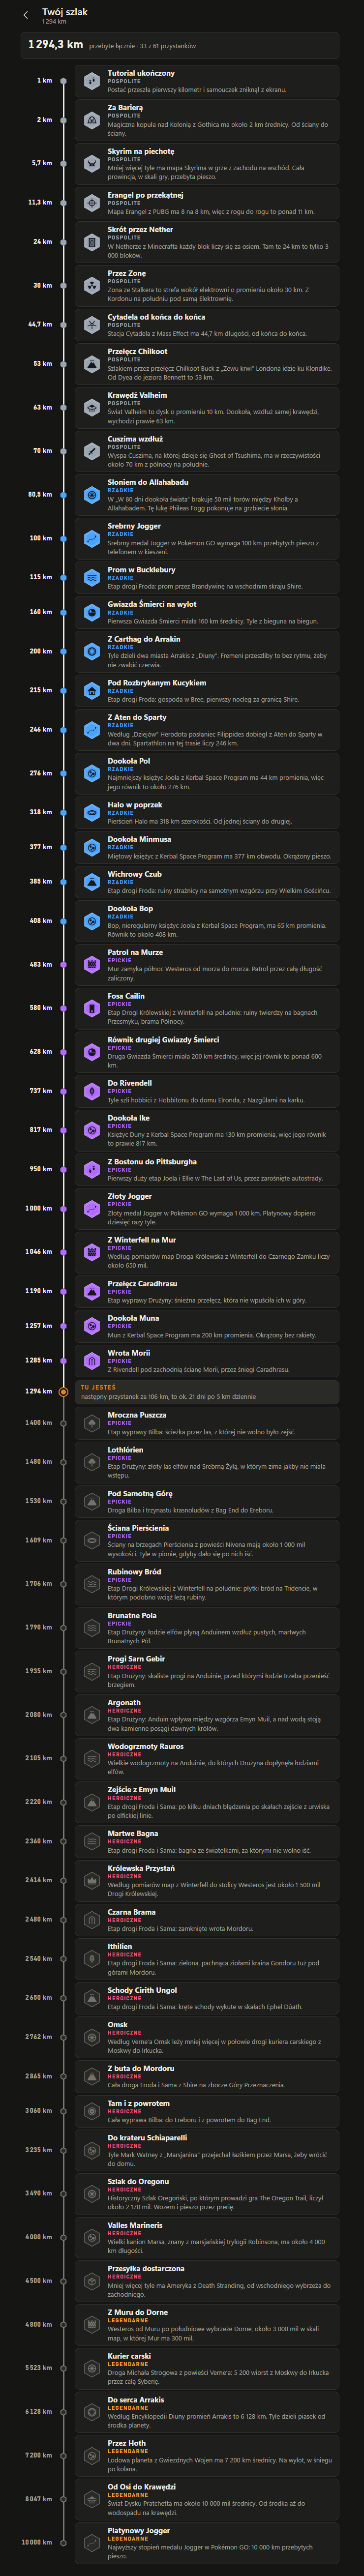 Twój szlak
1 294 km
1 294,3 km przebyte łącznie · 33 z 61 przystanków
1 km
Tutorial ukończony
POSPOLITE
Postać przeszła pierwszy kilometr i samouczek zniknął z ekranu.
2 km
Za Barierą
POSPOLITE
Magiczna kopuła nad Kolonią z Gothica ma około 2 km średnicy. Od ściany do
ściany.
5,7 km
Skyrim na piechotę
POSPOLITE
Mniej więcej tyle ma mapa Skyrima w grze z zachodu na wschód. Cała
prowincja, w skali gry, przebyta pieszo.
11,3 km
Erangel po przekątnej
POSPOLITE
Mapa Erangel z PUBG ma 8 na 8 km, więc z rogu do rogu to ponad 11 km.
24 km
Skrót przez Nether
POSPOLITE
W Netherze z Minecrafta każdy blok liczy się za osiem. Tam te 24 km to tylko 3
000 bloków.
30 km
Przez Zonę
POSPOLITE
Zona ze Stalkera to strefa wokół elektrowni o promieniu około 30 km. Z
Kordonu na południu pod samą Elektrownię.
44,7 km
Cytadela od końca do końca
POSPOLITE
Stacja Cytadela z Mass Effect ma 44,7 km długości, od końca do końca.
53 km
Przełęcz Chilkoot
POSPOLITE
Szlakiem przez przełęcz Chilkoot Buck z „Zewu krwi” Londona idzie ku Klondike.
Od Dyea do jeziora Bennett to 53 km.
63 km
Krawędź Valheim
POSPOLITE
Świat Valheim to dysk o promieniu 10 km. Dookoła, wzdłuż samej krawędzi,
wychodzi prawie 63 km.
70 km
Cuszima wzdłuż
POSPOLITE
Wyspa Cuszima, na której dzieje się Ghost of Tsushima, ma w rzeczywistości
około 70 km z północy na południe.
80,5 km
Słoniem do Allahabadu
RZADKIE
W „W 80 dni dookoła świata” brakuje 50 mil torów między Kholby a
Allahabadem. Tę lukę Phileas Fogg pokonuje na grzbiecie słonia.
100 km
Srebrny Jogger
RZADKIE
Srebrny medal Jogger w Pokémon GO wymaga 100 km przebytych pieszo z
telefonem w kieszeni.
115 km
Prom w Bucklebury
RZADKIE
Etap drogi Froda: prom przez Brandywinę na wschodnim skraju Shire.
160 km
Gwiazda Śmierci na wylot
RZADKIE
Pierwsza Gwiazda Śmierci miała 160 km średnicy. Tyle z bieguna na biegun.
200 km
Z Carthag do Arrakin
RZADKIE
Tyle dzieli dwa miasta Arrakis z „Diuny”. Fremeni przeszliby to bez rytmu, żeby
nie zwabić czerwia.
215 km
Pod Rozbrykanym Kucykiem
RZADKIE
Etap drogi Froda: gospoda w Bree, pierwszy nocleg za granicą Shire.
246 km
Z Aten do Sparty
RZADKIE
Według „Dziejów” Herodota posłaniec Filippides dobiegł z Aten do Sparty w
dwa dni. Spartathlon na tej trasie liczy 246 km.
276 km
Dookoła Pol
RZADKIE
Najmniejszy księżyc Joola z Kerbal Space Program ma 44 km promienia, więc
jego równik to około 276 km.
318 km
Halo w poprzek
RZADKIE
Pierścień Halo ma 318 km szerokości. Od jednej ściany do drugiej.
377 km
Dookoła Minmusa
RZADKIE
Miętowy księżyc z Kerbal Space Program ma 377 km obwodu. Okrążony pieszo.
385 km
Wichrowy Czub
RZADKIE
Etap drogi Froda: ruiny strażnicy na samotnym wzgórzu przy Wielkim Gościńcu.
408 km
Dookoła Bop
RZADKIE
Bop, nieregularny księżyc Joola z Kerbal Space Program, ma 65 km promienia.
Równik to około 408 km.
483 km
Patrol na Murze
EPICKIE
Mur zamyka północ Westeros od morza do morza. Patrol przez całą długość
zaliczony.
580 km
Fosa Cailin
EPICKIE
Etap Drogi Królewskiej z Winterfell na południe: ruiny twierdzy na bagnach
Przesmyku, brama Północy.
628 km
Równik drugiej Gwiazdy Śmierci
EPICKIE
Druga Gwiazda Śmierci miała 200 km średnicy, więc jej równik to ponad 600
km.
737 km
Do Rivendell
EPICKIE
Tyle szli hobbici z Hobbitonu do domu Elronda, z Nazgûlami na karku.
817 km
Dookoła Ike
EPICKIE
Księżyc Duny z Kerbal Space Program ma 130 km promienia, więc jego równik
to prawie 817 km.
950 km
Z Bostonu do Pittsburgha
EPICKIE
Pierwszy duży etap Joela i Ellie w The Last of Us, przez zarośnięte autostrady.
1 000 km
Złoty Jogger
EPICKIE
Złoty medal Jogger w Pokémon GO wymaga 1 000 km. Platynowy dopiero
dziesięć razy tyle.
1 046 km
Z Winterfell na Mur
EPICKIE
Według pomiarów map Droga Królewska z Winterfell do Czarnego Zamku liczy
około 650 mil.
1 190 km
Przełęcz Caradhrasu
EPICKIE
Etap wyprawy Drużyny: śnieżna przełęcz, która nie wpuściła ich w góry.
1 257 km
Dookoła Muna
EPICKIE
Mun z Kerbal Space Program ma 200 km promienia. Okrążony bez rakiety.
1 285 km
Wrota Morii
EPICKIE
Z Rivendell pod zachodnią ścianę Morii, przez śniegi Caradhrasu.
1 294 km
TU JESTEŚ
następny przystanek za 106 km, to ok. 21 dni po 5 km dziennie
1 400 km
Mroczna Puszcza
EPICKIE
Etap wyprawy Bilba: ścieżka przez las, z której nie wolno było zejść.
1 480 km
Lothlórien
EPICKIE
Etap Drużyny: złoty las elfów nad Srebrną Żyłą, w którym zima jakby nie miała
wstępu.
1 530 km
Pod Samotną Górę
EPICKIE
Droga Bilba i trzynastu krasnoludów z Bag End do Ereboru.
1 609 km
Ściana Pierścienia
EPICKIE
Ściany na brzegach Pierścienia z powieści Nivena mają około 1 000 mil
wysokości. Tyle w pionie, gdyby dało się po nich iść.
1 706 km
Rubinowy Bród
EPICKIE
Etap Drogi Królewskiej z Winterfell na południe: płytki bród na Tridencie, w
którym podobno wciąż leżą rubiny.
1 790 km
Brunatne Pola
EPICKIE
Etap Drużyny: łodzie elfów płyną Anduinem wzdłuż pustych, martwych
Brunatnych Pól.
1 935 km
Progi Sarn Gebir
HEROICZNE
Etap Drużyny: skaliste progi na Anduinie, przed którymi łodzie trzeba przenieść
brzegiem.
2 080 km
Argonath
HEROICZNE
Etap Drużyny: Anduin wpływa między wzgórza Emyn Muil, a nad wodą stoją
dwa kamienne posągi dawnych królów.
2 105 km
Wodogrzmoty Rauros
HEROICZNE
Wielkie wodogrzmoty na Anduinie, do których Drużyna dopłynęła łodziami
elfów.
2 220 km
Zejście z Emyn Muil
HEROICZNE
Etap drogi Froda i Sama: po kilku dniach błądzenia po skałach zejście z urwiska
po elfickiej linie.
2 360 km
Martwe Bagna
HEROICZNE
Etap drogi Froda i Sama: bagna ze światełkami, za którymi nie wolno iść.
2 414 km
Królewska Przystań
HEROICZNE
Według pomiarów map z Winterfell do stolicy Westeros jest około 1 500 mil
Drogi Królewskiej.
2 480 km
Czarna Brama
HEROICZNE
Etap drogi Froda i Sama: zamknięte wrota Mordoru.
2 540 km
Ithilien
HEROICZNE
Etap drogi Froda i Sama: zielona, pachnąca ziołami kraina Gondoru tuż pod
górami Mordoru.
2 650 km
Schody Cirith Ungol
HEROICZNE
Etap drogi Froda i Sama: kręte schody wykute w skałach Ephel Dúath.
2 762 km
Omsk
HEROICZNE
Według Verne'a Omsk leży mniej więcej w połowie drogi kuriera carskiego z
Moskwy do Irkucka.
2 865 km
Z buta do Mordoru
HEROICZNE
Cała droga Froda i Sama z Shire na zbocze Góry Przeznaczenia.
3 060 km
Tam i z powrotem
HEROICZNE
Cała wyprawa Bilba: do Ereboru i z powrotem do Bag End.
3 235 km
Do krateru Schiaparelli
HEROICZNE
Tyle Mark Watney z „Marsjanina” przejechał łazikiem przez Marsa, żeby wrócić
do domu.
3 490 km
Szlak do Oregonu
HEROICZNE
Historyczny Szlak Oregoński, po którym prowadzi gra The Oregon Trail, liczył
około 2 170 mil. Wozem i pieszo przez prerię.
4 000 km
Valles Marineris
HEROICZNE
Wielki kanion Marsa, znany z marsjańskiej trylogii Robinsona, ma około 4 000
km długości.
4 500 km
Przesyłka dostarczona
HEROICZNE
Mniej więcej tyle ma Ameryka z Death Stranding, od wschodniego wybrzeża do
zachodniego.
4 800 km
Z Muru do Dorne
LEGENDARNE
Westeros od Muru po południowe wybrzeże Dorne, około 3 000 mil w skali
map, w której Mur ma 300 mil.
5 523 km
Kurier carski
LEGENDARNE
Droga Michała Strogowa z powieści Verne'a: 5 200 wiorst z Moskwy do Irkucka
przez całą Syberię.
6 128 km
Do serca Arrakis
LEGENDARNE
Według Encyklopedii Diuny promień Arrakis to 6 128 km. Tyle dzieli piasek od
środka planety.
7 200 km
Przez Hoth
LEGENDARNE
Lodowa planeta z Gwiezdnych Wojen ma 7 200 km średnicy. Na wylot, w śniegu
po kolana.
8 047 km
Od Osi do Krawędzi
LEGENDARNE
Świat Dysku Pratchetta ma około 10 000 mil średnicy. Od środka aż do
wodospadu na krawędzi.
10 000 km
Platynowy Jogger
LEGENDARNE
Najwyższy stopień medalu Jogger w Pokémon GO: 10 000 km przebytych
pieszo.